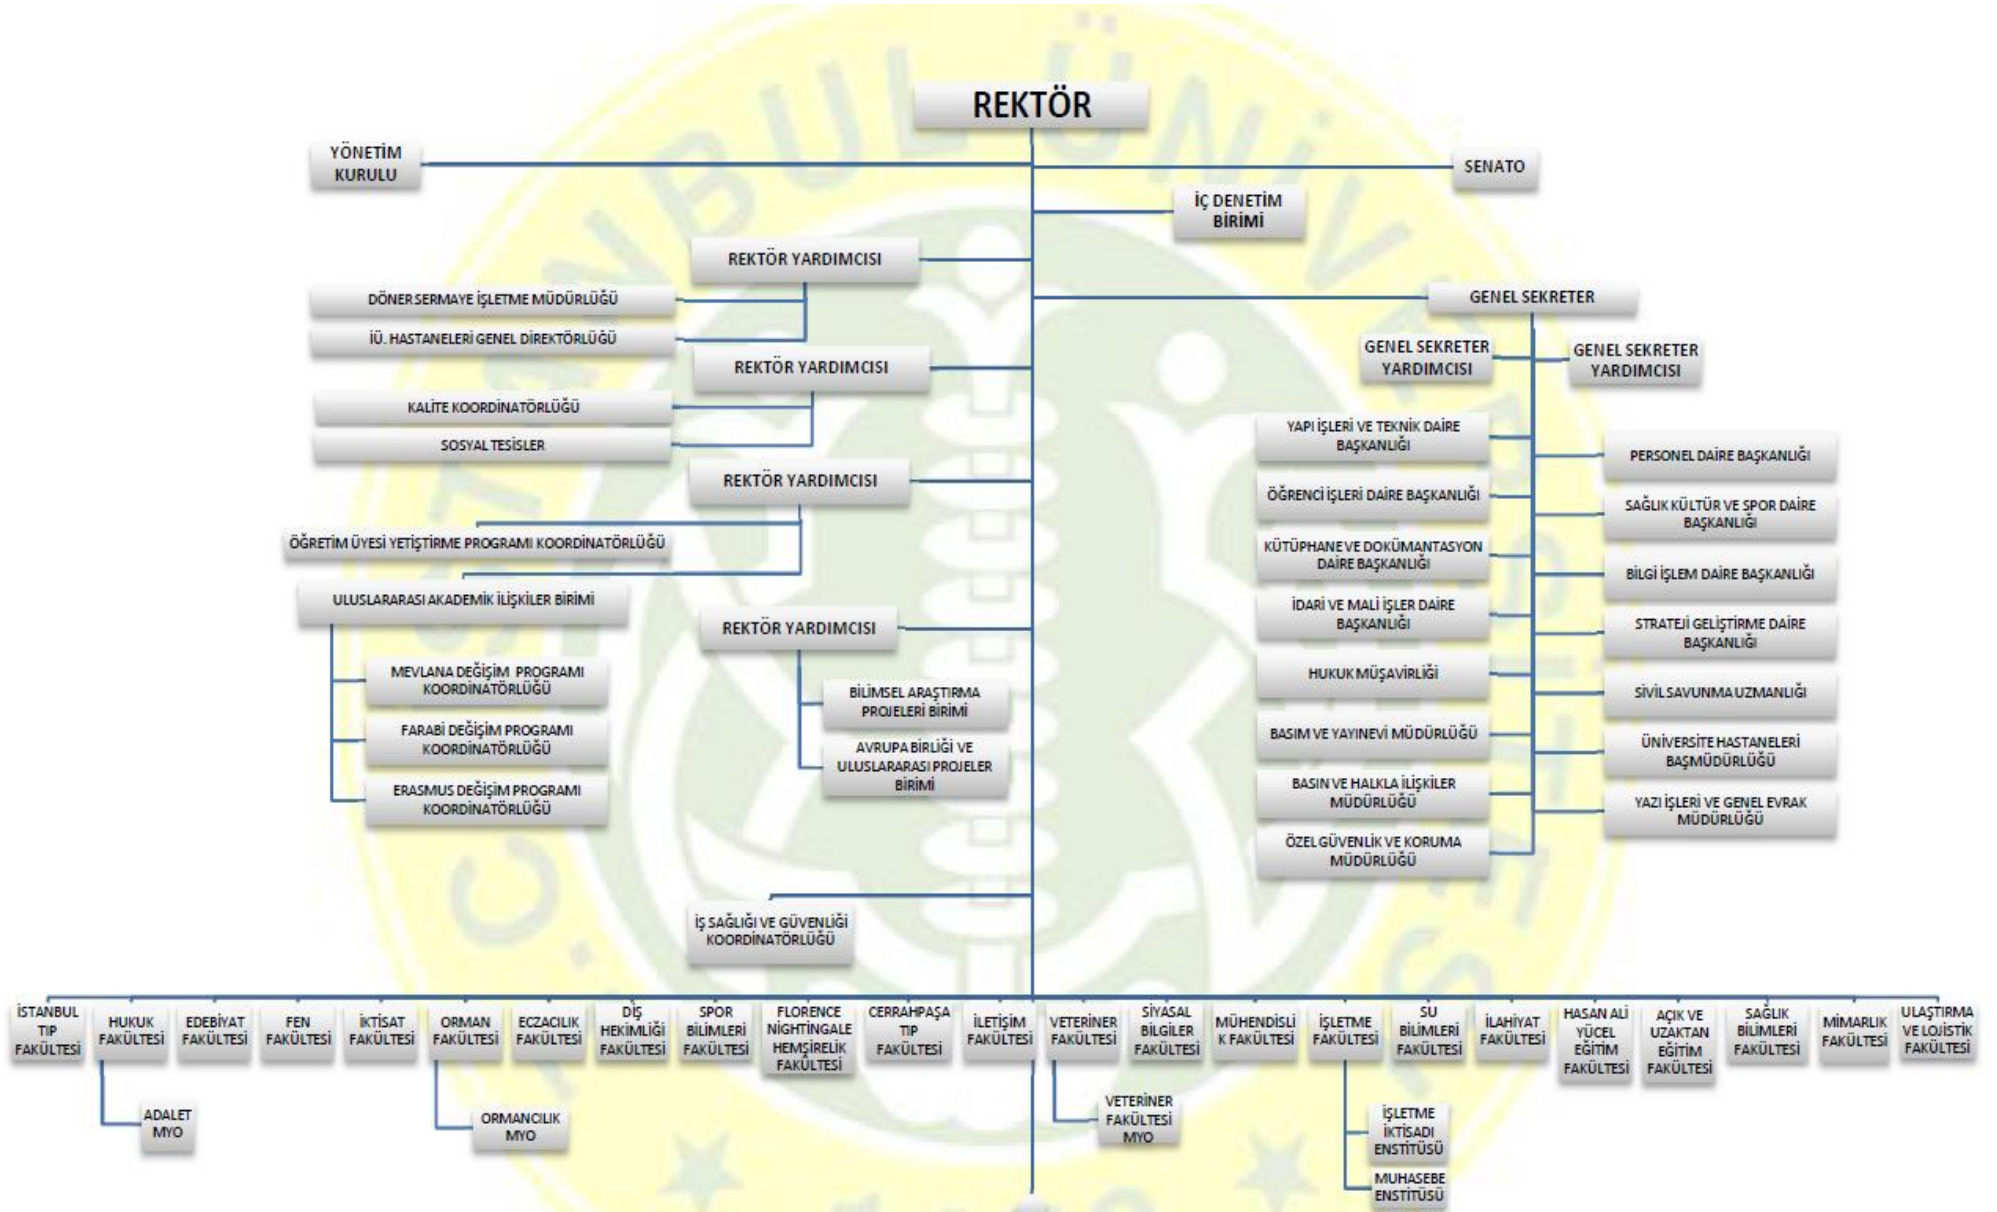 REKTÖR
YÖNETİM
KURULU
SENATO
İÇ DENETİM
BİRİMİ
REKTÖR YARDIMCISI
DÖNER SERMAYE İŞLETME MÜDÜRLÜĞÜ
İÜ. HASTANELERİ GENEL DİREKTÖRLÜĞÜ
REKTÖR YARDIMCISI
KALİTE KOORDİNATÖRLÜĞÜ
SOSYAL TESİSLER
REKTÖR YARDIMCISI
ÖĞRETİM ÜYESİ YETİŞTİRME PROGRAMI KOORDİNATÖRLÜĞÜ
ULUSLARARASI AKADEMİK İLİŞKİLER BİRİMİ
MEVLANA DEĞİŞİM PROGRAMI
KOORDİNATÖRLÜĞÜ
FARABİ DEĞİŞİM PROGRAMI
KOORDİNATÖRLÜĞÜ
ERASMUS DEĞİŞİM PROGRAMI
KOORDİNATÖRLÜĞÜ
REKTÖR YARDIMCISI
BİLİMSEL ARAŞTIRMA
PROJELERİ BİRİMİ
AVRUPA BİRLİĞİ VE
ULUSLARARASI PROJELER
BİRİMİ
GENEL SEKRETER
GENEL SEKRETER
YARDIMCISI
GENEL SEKRETER
YARDIMCISI
YAPI İŞLERİ VE TEKNİK DAİRE
BAŞKANLIĞI
ÖĞRENCİ İŞLERİ DAİRE BAŞKANLIĞI
KÜTÜPHANE VE DOKÜMANTASYON
DAİRE BAŞKANLIĞI
İDARİ VE MALİ İŞLER DAİRE
BAŞKANLIĞI
HUKUK MÜŞAVİRLİĞİ
BASIM VE YAYINEVİ MÜDÜRLÜĞÜ
BASIN VE HALKLA İLİŞKİLER
MÜDÜRLÜĞÜ
ÖZEL GÜVENLİK VE KORUMA
MÜDÜRLÜĞÜ
PERSONEL DAİRE BAŞKANLIĞI
SAĞLIK KÜLTÜR VE SPOR DAİRE
BAŞKANLIĞI
BİLGİ İŞLEM DAİRE BAŞKANLIĞI
STRATEJİ GELİŞTİRME DAİRE
BAŞKANLIĞI
SİVİL SAVUNMA UZMANLIĞI
ÜNİVERSİTE HASTANELERİ
BAŞMÜDÜRLÜĞÜ
YAZI İŞLERİ VE GENEL EVRAK
MÜDÜRLÜĞÜ
İŞ SAĞLIĞI VE GÜVENLİĞİ
KOORDİNATÖRLÜĞÜ
İSTANBUL
TIP
FAKÜLTESİ
HUKUK
FAKÜLTESİ
EDEBİYAT
FAKÜLTESİ
FEN
FAKÜLTESİ
İKTİSAT
FAKÜLTESİ
ORMAN
FAKÜLTESİ
ECZACILIK
FAKÜLTESİ
DİŞ
HEKİMLİĞİ
FAKÜLTESİ
SPOR
BİLİMLERİ
FAKÜLTESİ
FLORENCE
NİGHTİNGALE
HEMŞİRELİK
FAKÜLTESİ
CERRAHPAŞA
TIP
FAKÜLTESİ
İLETİŞİM
FAKÜLTESİ
VETERİNER
FAKÜLTESİ
SİYASAL
BİLGİLER
FAKÜLTESİ
MÜHENDİSLİ
K FAKÜLTESİ
İŞLETME
FAKÜLTESİ
SU
BİLİMLERİ
FAKÜLTESİ
İLAHİYAT
FAKÜLTESİ
HASAN ALİ
YÜCEL
EĞİTİM
FAKÜLTESİ
AÇIK VE
UZAKTAN
EĞİTİM
FAKÜLTESİ
SAĞLIK
BİLİMLERİ
FAKÜLTESİ
MİMARLIK
FAKÜLTESİ
ULAŞTIRMA
VE LOJİSTİK
FAKÜLTESİ
ADALET
MYO
ORMANCILIK
MYO
VETERİNER
FAKÜLTESİ
MYO
İŞLETME
İKTİSADI
ENSTİTÜSÜ
MUHASEBE
ENSTİTÜSÜ
T.C. İSTANBUL ÜNİVERSİTESİ